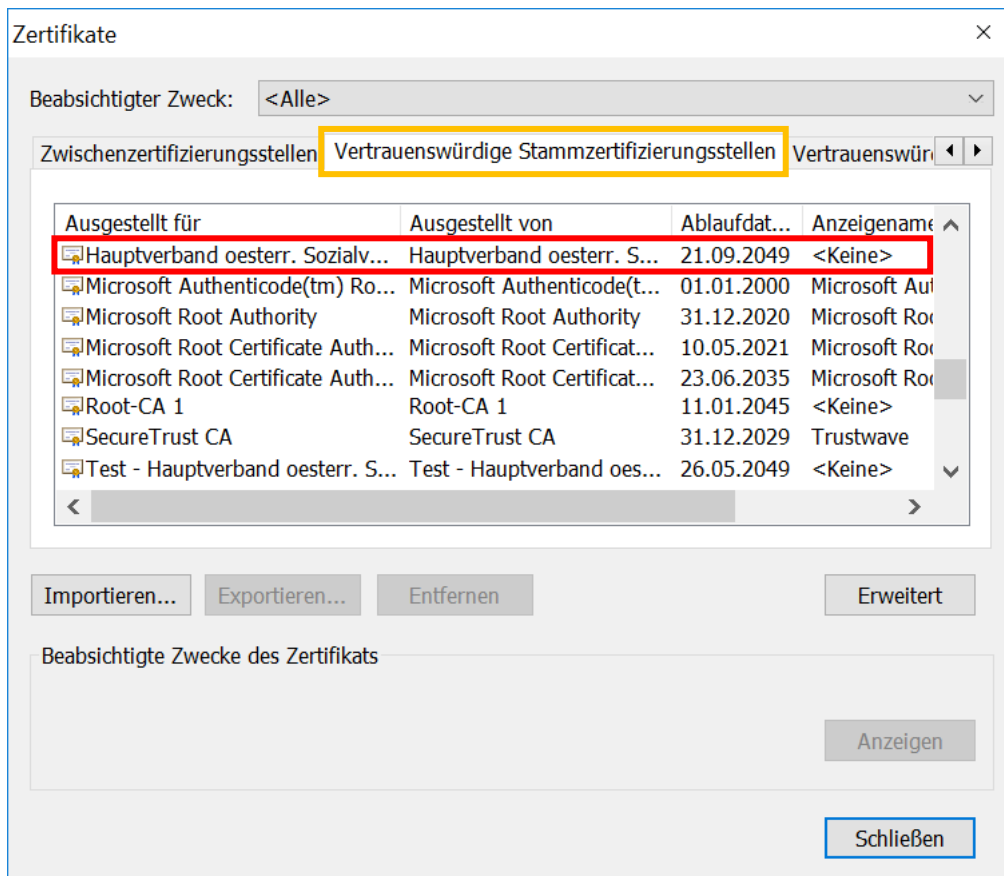 Zertifikate
Beabsichtigter Zweck: <Alle>
Zwischenzertifizierungsstellen Vertrauenswürdige Stammzertifizierungsstellen Vertrauenswürd
Ausgestellt für Ausgestellt von Ablaufdat... Anzeigename
Hauptverband oesterr. Sozialv... Hauptverband oesterr. S... 21.09.2049 <Keine>
Microsoft Authenticode(tm) Ro... Microsoft Authenticode(t... 01.01.2000 Microsoft Aut
Microsoft Root Authority Microsoft Root Authority 31.12.2020 Microsoft Roo
Microsoft Root Certificate Auth... Microsoft Root Certificat... 10.05.2021 Microsoft Roo
Microsoft Root Certificate Auth... Microsoft Root Certificat... 23.06.2035 Microsoft Roo
Root-CA 1 Root-CA 1 11.01.2045 <Keine>
SecureTrust CA SecureTrust CA 31.12.2029 Trustwave
Test - Hauptverband oesterr. S... Test - Hauptverband oes... 26.05.2049 <Keine>
Importieren... Exportieren... Entfernen Erweitert
Beabsichtigte Zwecke des Zertifikats
Anzeigen
Schließen